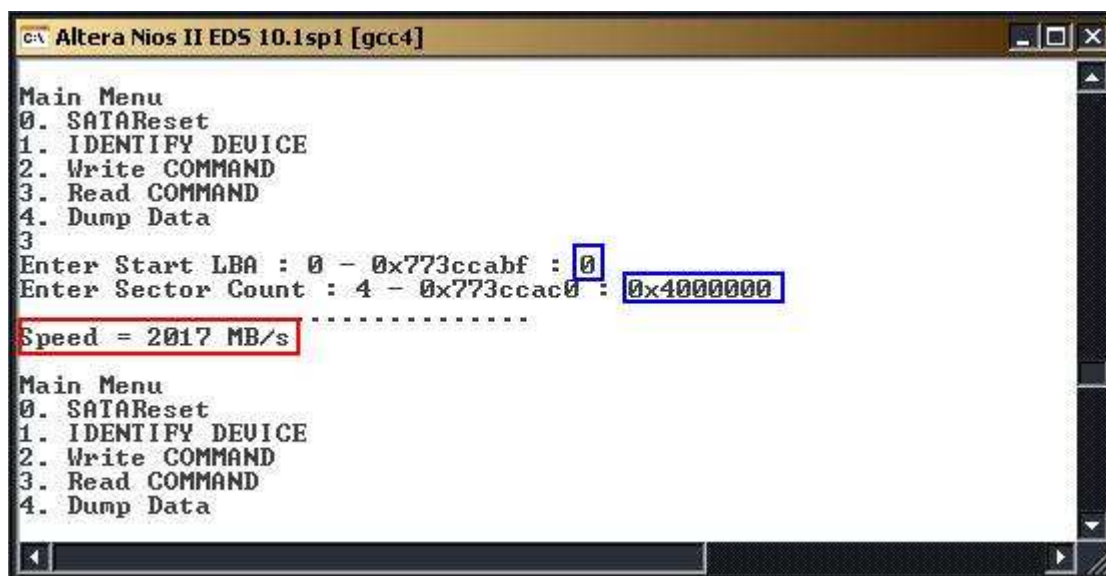 Altera Nios II EDS 10.1sp1 [gcc4]
Main Menu
0. SATAReset
1. IDENTIFY DEVICE
2. Write COMMAND
3. Read COMMAND
4. Dump Data
3
Enter Start LBA : 0 - 0x773ccabf : 0
Enter Sector Count : 4 - 0x773ccac0 : 0x4000000
Speed = 2017 MB/s
Main Menu
0. SATAReset
1. IDENTIFY DEVICE
2. Write COMMAND
3. Read COMMAND
4. Dump Data